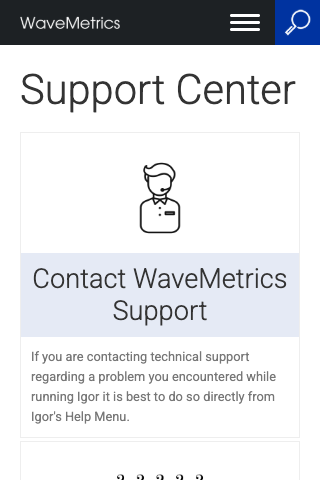 WaveMetrics
Support Center
Contact WaveMetrics
Support
If you are contacting technical support
regarding a problem you encountered while
running Igor it is best to do so directly from
Igor's Help Menu.